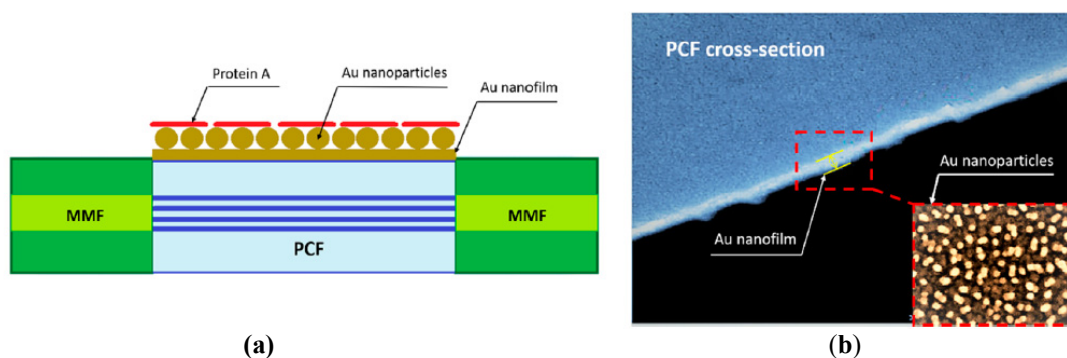 Protein A
Au nanoparticles
Au nanofilm
MMF
MMF
PCF
(a)
PCF cross-section
Au nanofilm
Au nanoparticles
(b)